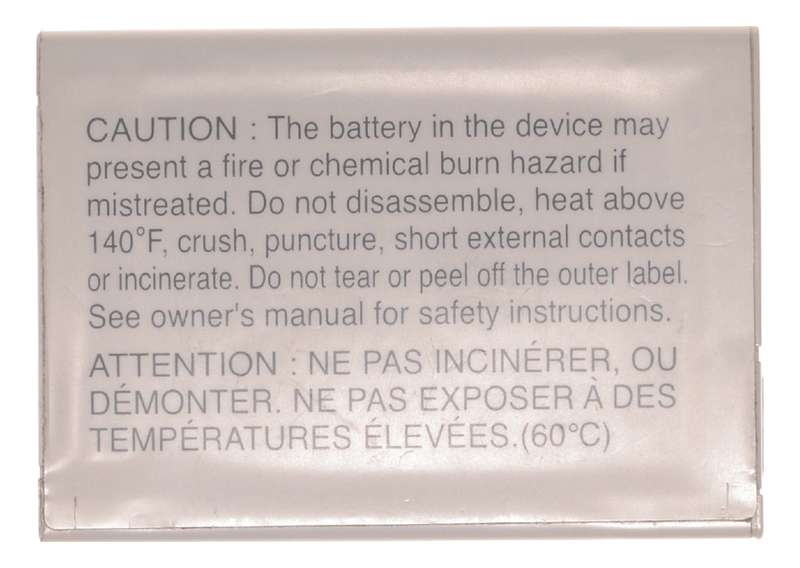 CAUTION : The battery in the device may
present a fire or chemical burn hazard if
mistreated. Do not disassemble, heat above
140°F, crush, puncture, short external contacts
or incinerate. Do not tear or peel off the outer label.
See owner's manual for safety instructions.
ATTENTION : NE PAS INCINÉRER, OU
DÉMONTER. NE PAS EXPOSER À DES
TEMPÉRATURES ÉLEVÉES.(60°C)